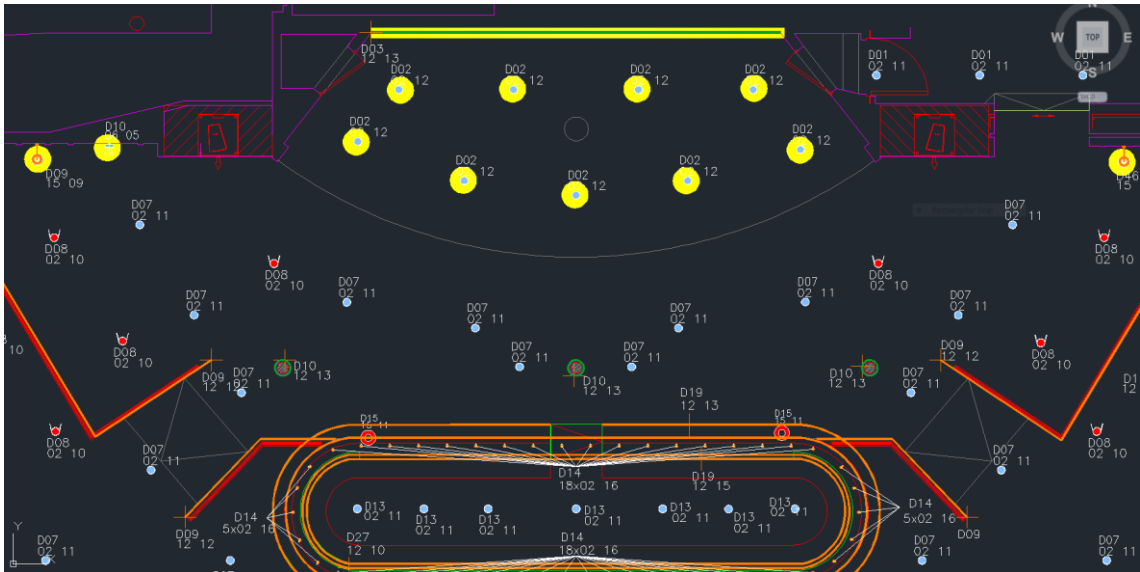 N
W
TOP
E
S
D03
12 13
D02
12
D02
12
D02
12
D02
12
D01
02 11
D01
02 11
D01
02 11
D10
05
D02
12
D02
12
D09
15 09
D02
12
D02
12
D02
12
D46
15
D07
02 11
D07
02 11
D08
02 10
D08
02 10
D08
02 10
D08
02 10
D07
02 11
D07
02 11
D07
02 11
D07
02 11
D07
02 11
D07
02 11
D08
02 10
10
D07
02 11
D07
02 11
D08
02 10
D09
12 15
D07
02 11
D10
12 13
D10
12 13
D10
12 13
D09
12 12
D07
02 11
D1
12
D19
12 13
D15
11
D15
11
D08
02 10
D08
02 10
D07
02 11
D14
18x02 16
D19
12 15
D07
02 11
D13
02 11
D13
02 11
D13
02 11
D13
02 11
D13
02 11
D13
02 11
D13
02 11
D14
5x02 16
D14
5x02 16
D09
12 12
D09
D27
12 10
D14
18x02 16
Y
D07
02 11
D07
02 11
D07
02 11